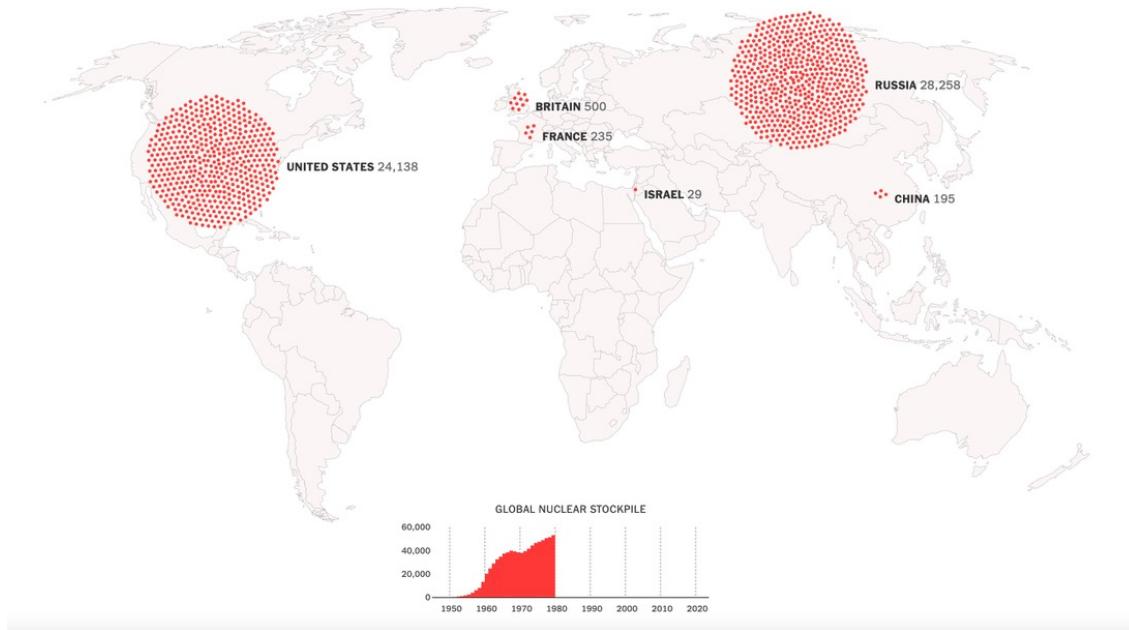 RUSSIA 28,258
BRITAIN 500
FRANCE 235
UNITED STATES 24,138
ISRAEL 29
CHINA 195
GLOBAL NUCLEAR STOCKPILE
60,000
40,000
20,000
0
1950 1960 1970 1980 1990 2000 2010 2020